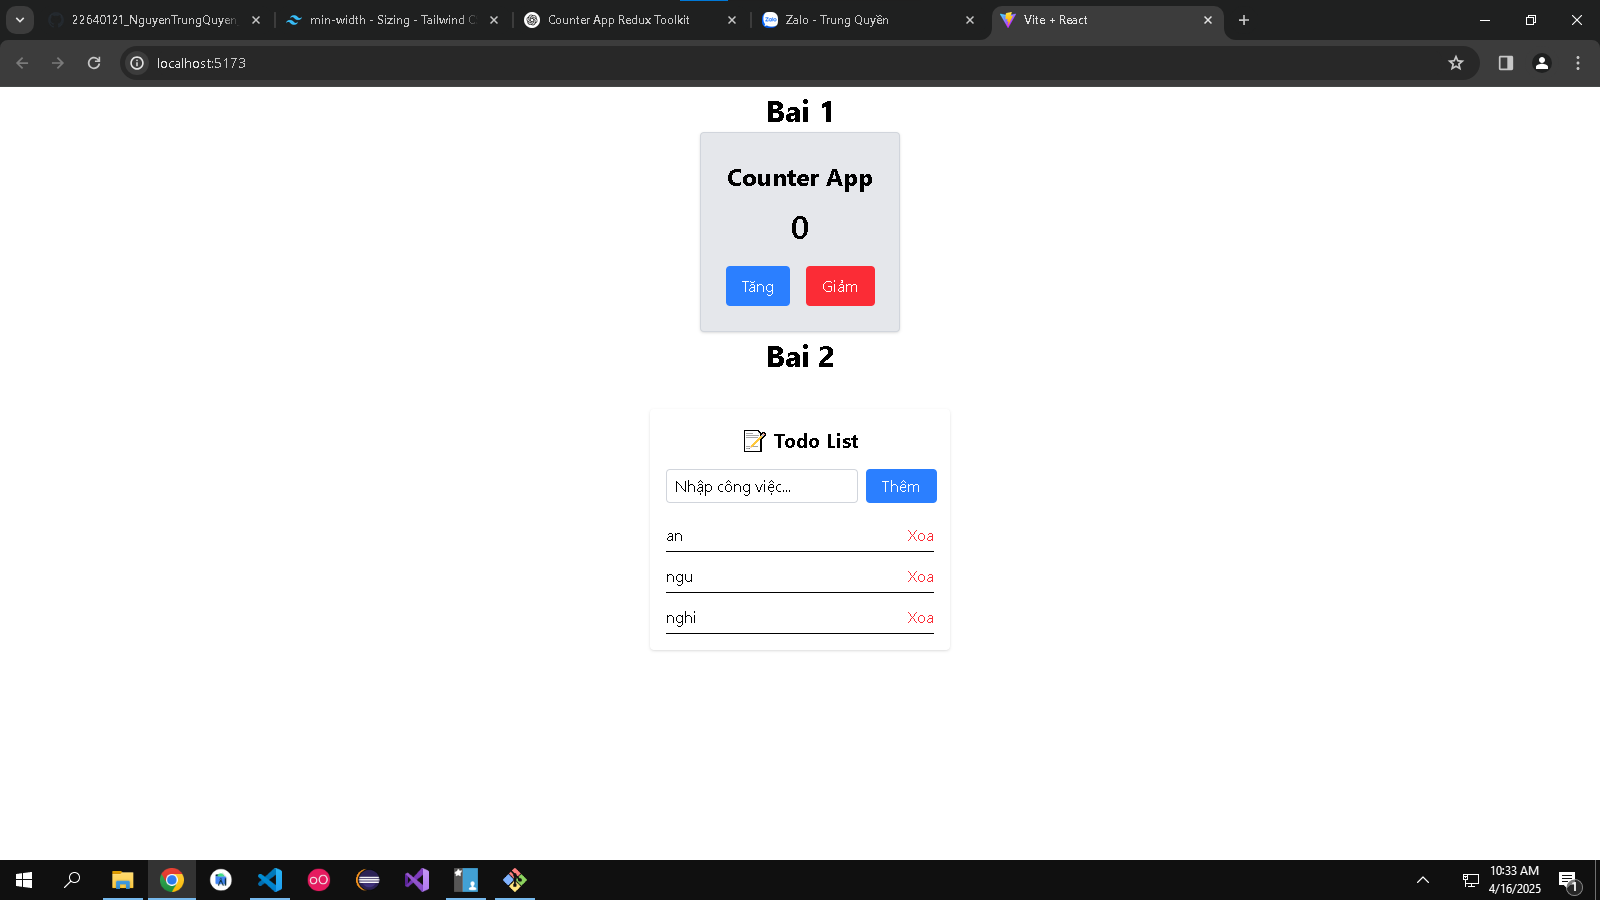 22640121_NguyenTrungQuyen
min-width - Sizing - Tailwind C
Counter App Redux Toolkit
Zalo - Trung Quyền
Vite + React
localhost:5173
Bai 1
Counter App
0
Tăng Giảm
Bai 2
📝 Todo List
Nhập công việc... Thêm
an Xoa
ngu Xoa
nghi Xoa
10:33 AM
4/16/2025
1